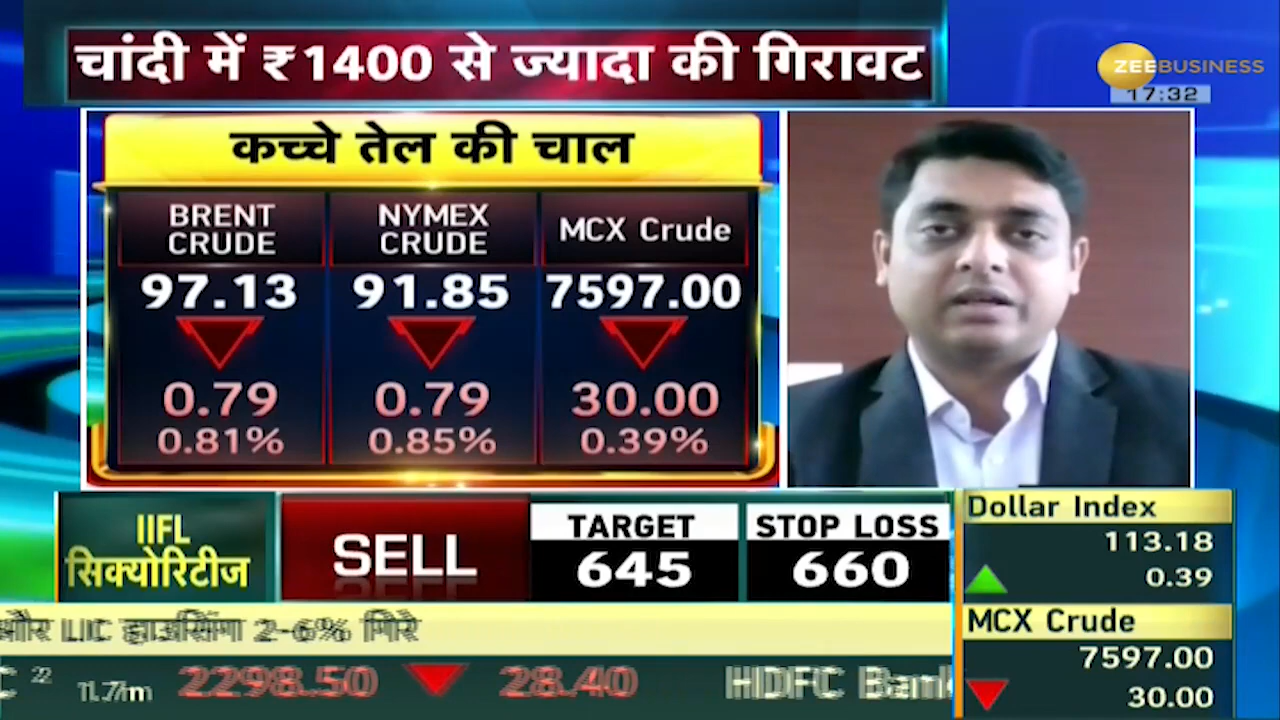 चांदी में ₹1400 से ज्यादा की गिरावट
ZEEBUSINESS
17:32
कच्चे तेल की चाल
BRENT CRUDE
NYMEX CRUDE
MCX Crude
97.13
91.85
7597.00
0.79
0.79
30.00
0.81%
0.85%
0.39%
IIFL
सिक्योरिटीज
SELL
TARGET
645
STOP LOSS
660
Dollar Index
113.18
0.39
MCX Crude
7597.00
30.00
और LIC हाउसिंग 2-6% गिरे
2298.50 28.40 HDFC Bank